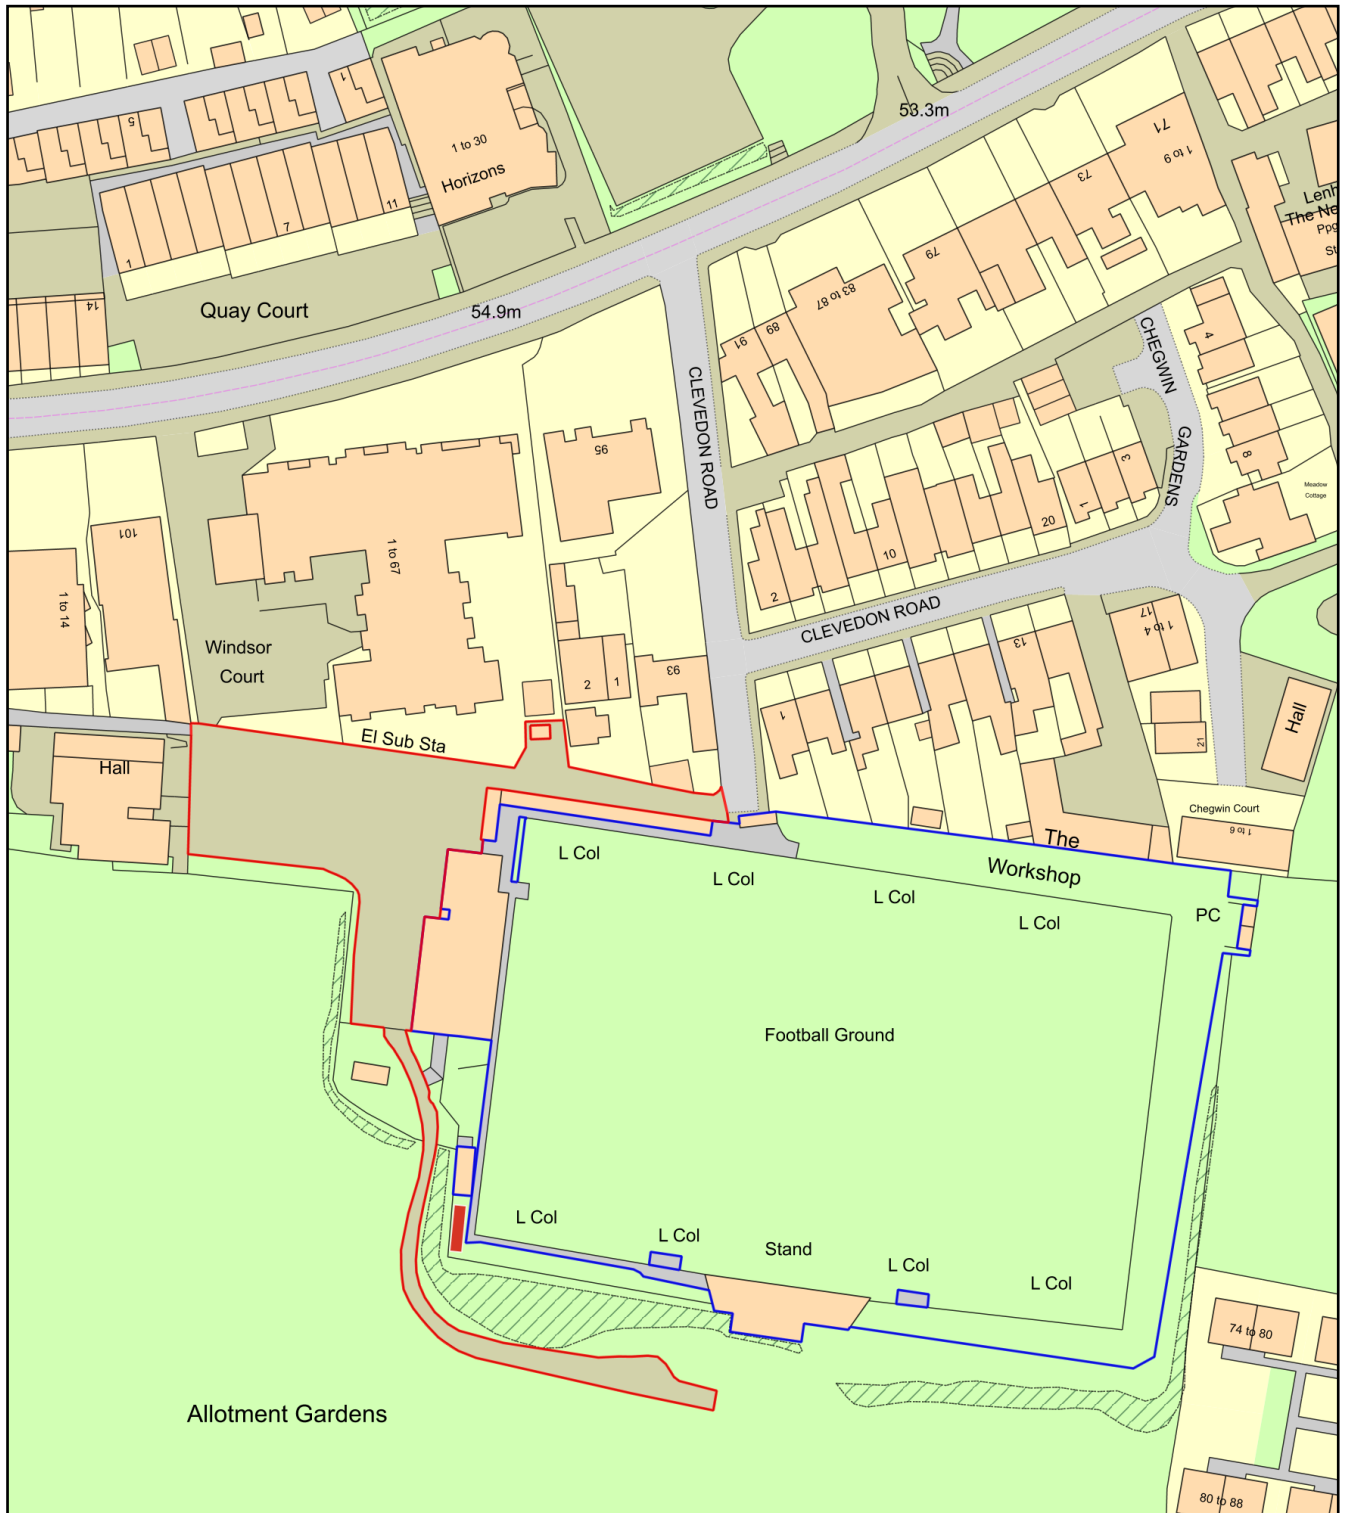 1
5
1 to 30
Horizons
53.3m
71
1 to 9
73
79
83 to 87
89
91
Lenh
The Ne
Ppg
St
11
7
1
14
Quay Court
54.9m
CHEGWIN
GARDENS
4
8
Meadow
Cottage
CLEVEDON ROAD
95
3
1
20
10
2
CLEVEDON ROAD
101
1 to 14
1 to 67
Windsor
Court
2
1
93
13
1
17
1 to 4
21
Hall
El Sub Sta
Hall
Chegwin Court
1 to 6
The
Workshop
L Col
L Col
L Col
L Col
PC
Football Ground
L Col
L Col
Stand
L Col
L Col
74 to 80
Allotment Gardens
80 to 88